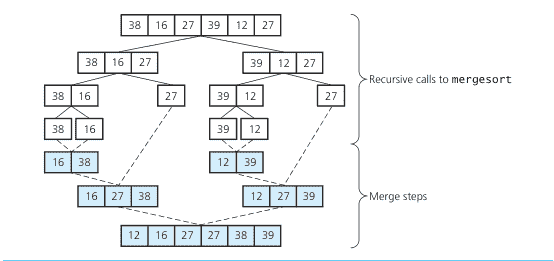 38 16 27 39 12 27
38 16 27 39 12 27
Recursive calls to mergesort
38 16 27 39 12 27
38 16 39 12
16 38 12 39
16 27 38 12 27 39
Merge steps
12 16 27 27 38 39